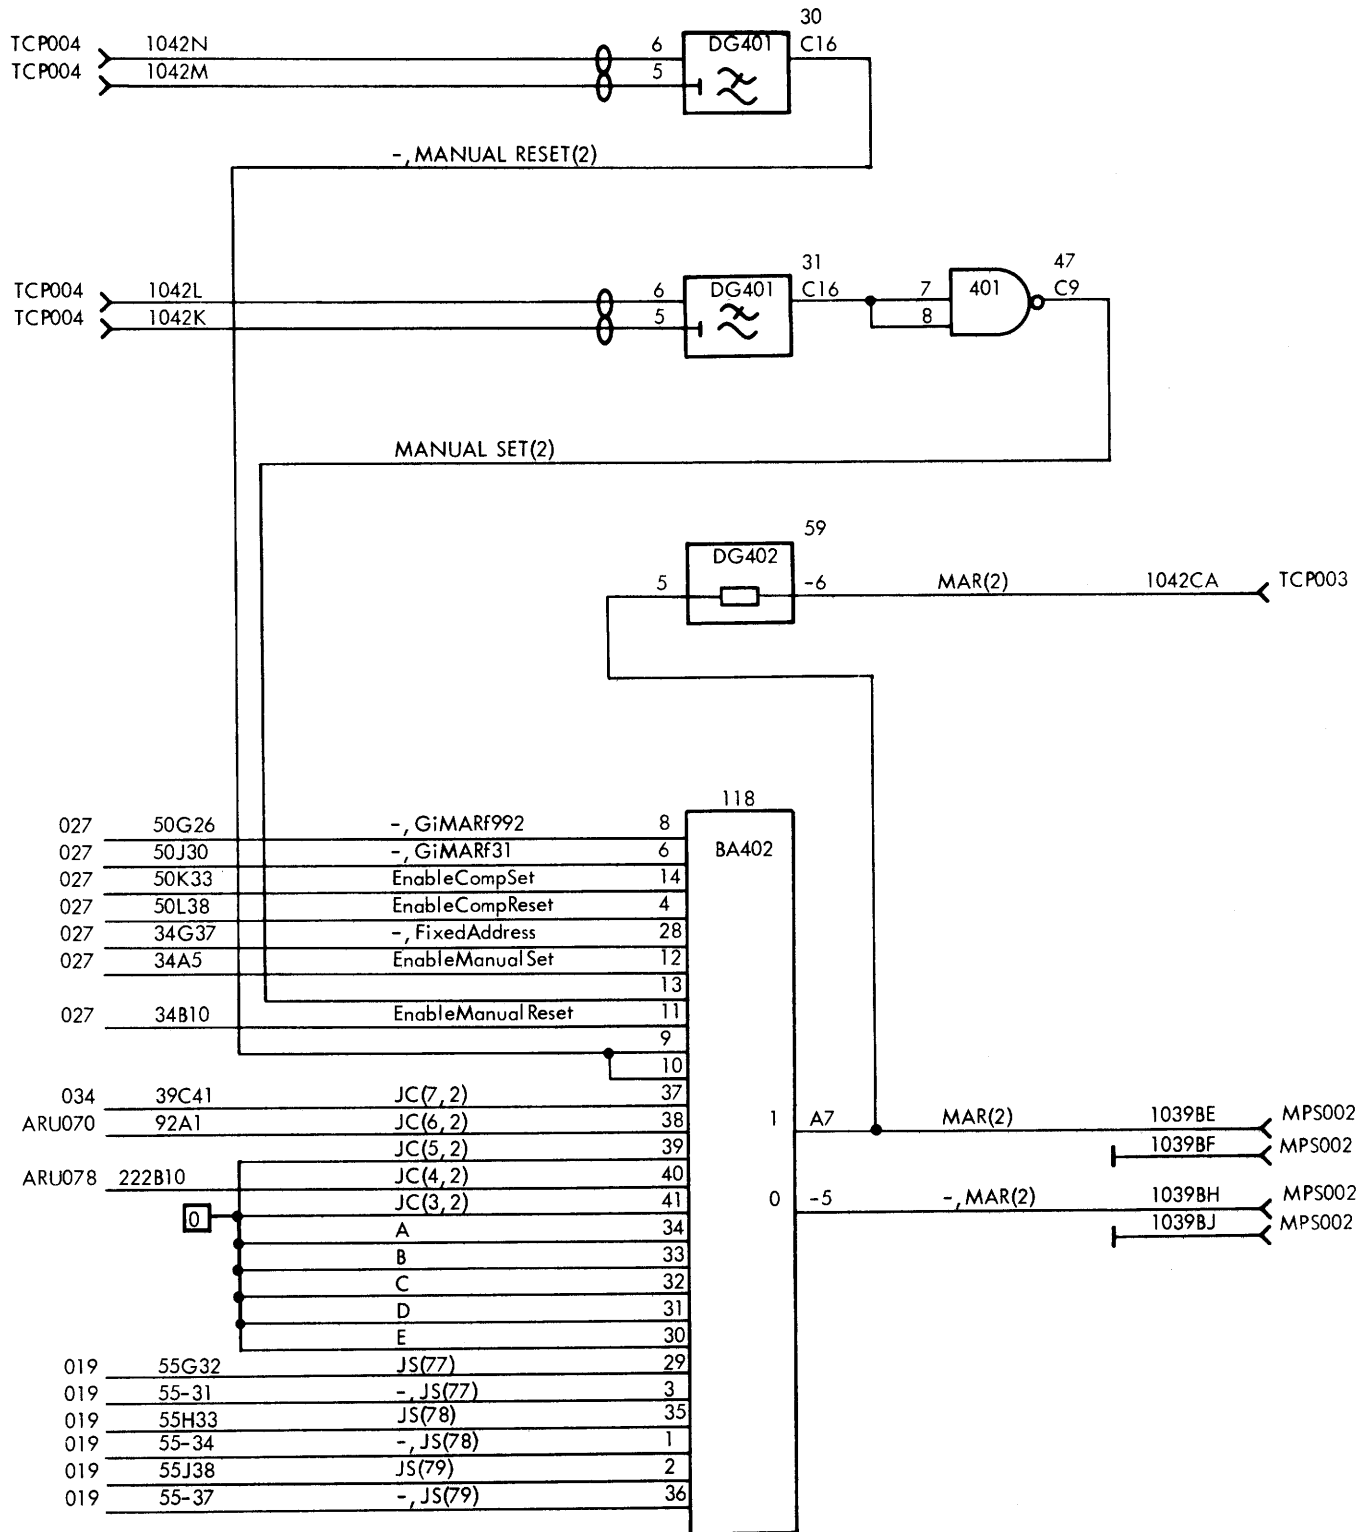 30
TCP004 1042N 6 DG401 C16
TCP004 1042M 5
-, MANUAL RESET(2)
31 47
TCP004 1042L 6 DG401 C16 7 401 C9
TCP004 1042K 5 8
MANUAL SET(2)
59
DG402
5 -6 MAR(2) 1042CA TCP003
118
027 50G26 -, GiMARf992 8 BA402
027 50J30 -, GiMARf31 6
027 50K33 EnableCompSet 14
027 50L38 EnableCompReset 4
027 34G37 -, FixedAddress 28
027 34A5 EnableManualSet 12
13
027 34B10 EnableManualReset 11
9
10
034 39C41 JC(7,2) 37
ARU070 92A1 JC(6,2) 38 1 A7 MAR(2) 1039BE MPS002
JC(5,2) 39 1039BF MPS002
ARU078 222B10 JC(4,2) 40
JC(3,2) 41 0 -5 -, MAR(2) 1039BH MPS002
0 A 34 1039BJ MPS002
B 33
C 32
D 31
E 30
019 55G32 JS(77) 29
019 55-31 -, JS(77) 3
019 55H33 JS(78) 35
019 55-34 -, JS(78) 1
019 55J38 JS(79) 2
019 55-37 -, JS(79) 36